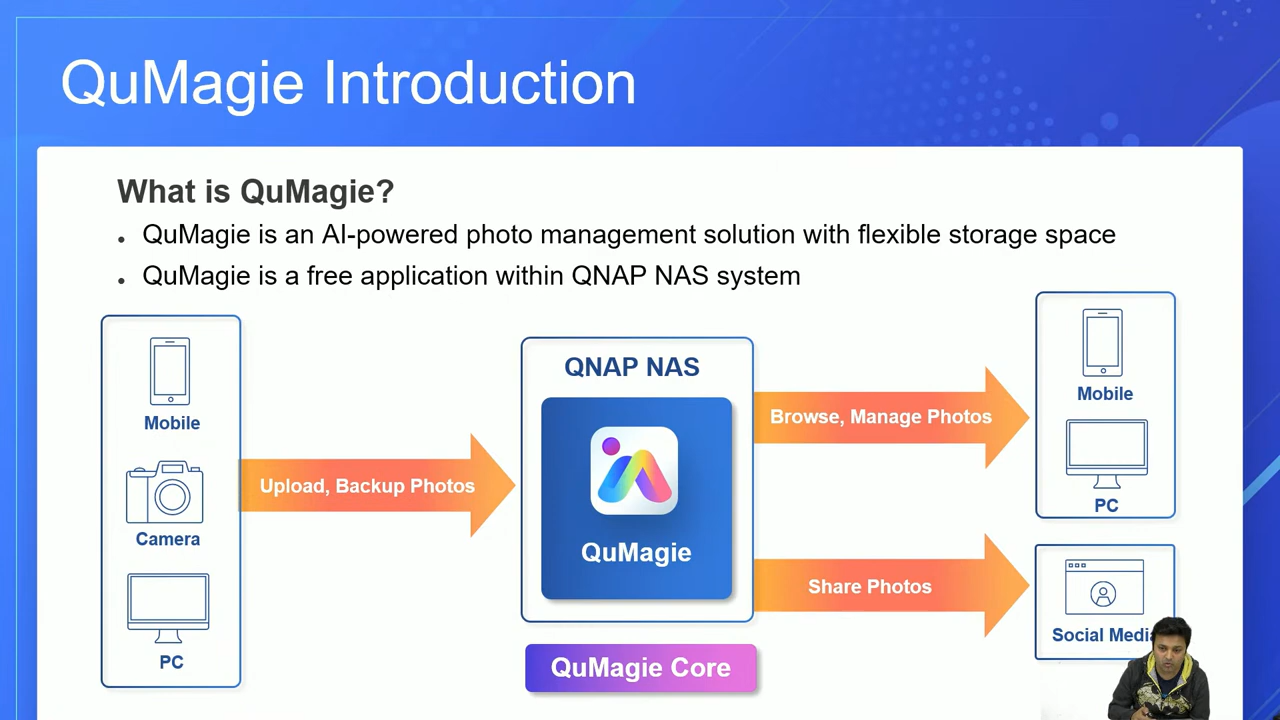 QuMagie Introduction
What is QuMagie?
• QuMagie is an AI-powered photo management solution with flexible storage space
• QuMagie is a free application within QNAP NAS system
Mobile
Camera
PC
Upload, Backup Photos
QNAP NAS
QuMagie
QuMagie Core
Browse, Manage Photos
Share Photos
Mobile
PC
Social Media